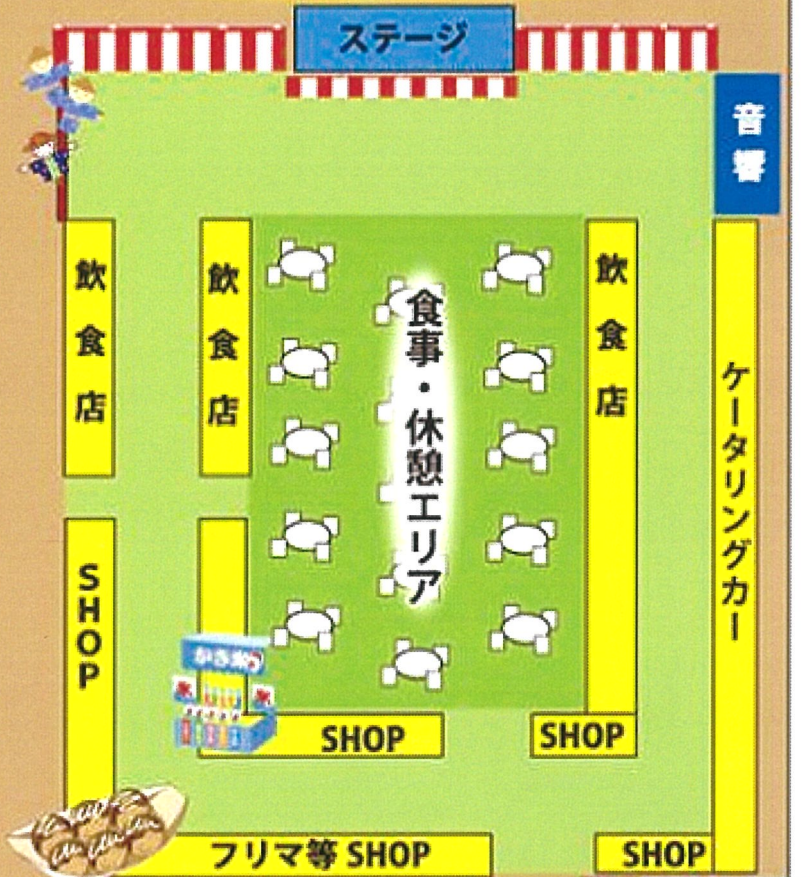 ステージ
音響
飲食店
飲食店
飲食店
食事・休憩エリア
ケータリングカー
SHOP
かき氷
氷
氷
SHOP
SHOP
フリマ等 SHOP
SHOP